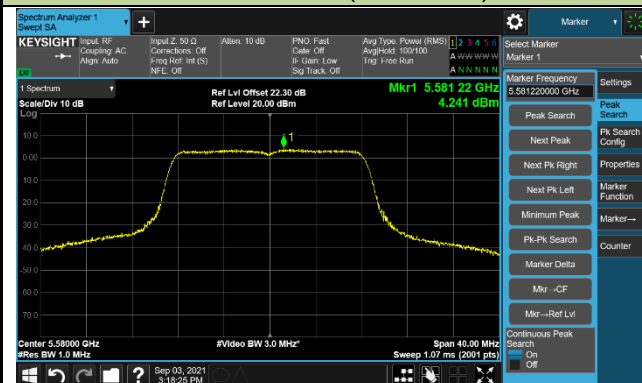 Spectrum Analyzer 1
Swept SA
Marker
KEYSIGHT
Input: RF
Coupling: AC
Align: Auto
Input Z: 50 Ω
Corrections: Off
Freq Ref: Int (S)
NFE: Off
Atten: 10 dB
PNO: Fast
Gate: Off
IF Gain: Low
Sig Track: Off
Avg Type: Power (RMS)
Avg|Hold: 100/100
Trig: Free Run
1 2 3 4 5 6
A W W W W W
A N N N N N
Select Marker
Marker 1
LXI
1 Spectrum
Scale/Div 10 dB
Log
Ref Lvl Offset 22.30 dB
Ref Level 20.00 dBm
Mkr1 5.581 22 GHz
4.241 dBm
Marker Frequency
5.581220000 GHz
Settings
Peak Search
Peak
Search
Next Peak
Pk Search
Config
Next Pk Right
Properties
Next Pk Left
Marker
Function
Minimum Peak
Marker→
Pk-Pk Search
Counter
Marker Delta
Mkr→CF
Mkr→Ref Lvl
Continuous Peak
Search
On
Off
1
10.0
0.00
10.0
20.0
30.0
40.0
50.0
60.0
70.0
Center 5.58000 GHz
#Res BW 1.0 MHz
#Video BW 3.0 MHz*
Span 40.00 MHz
Sweep 1.07 ms (2001 pts)
Sep 03, 2021
3:18:25 PM